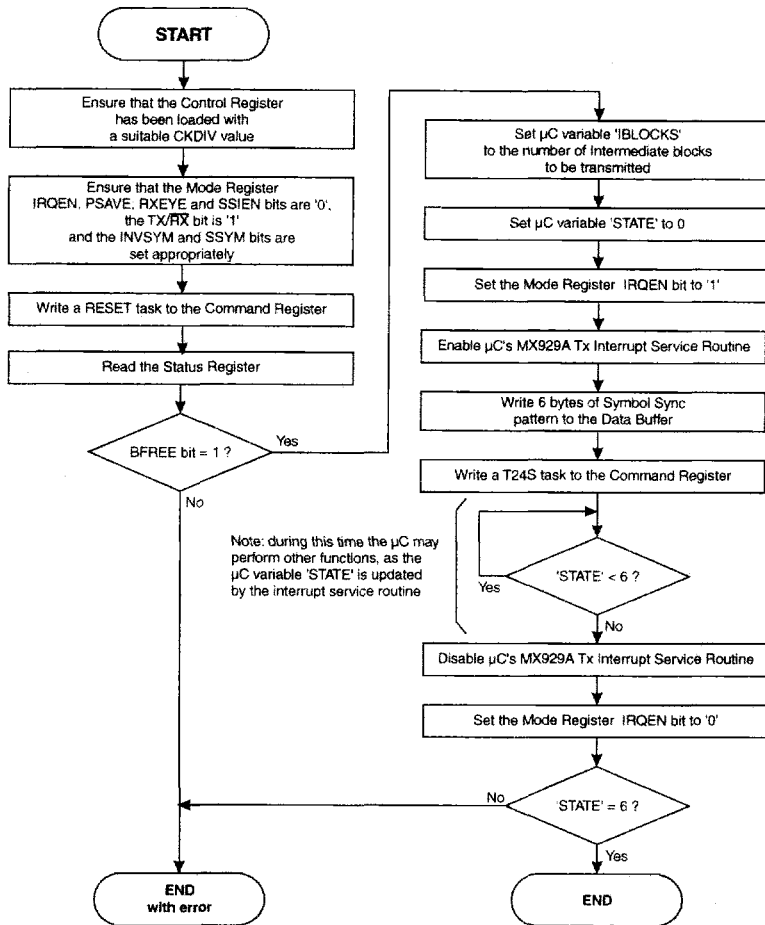 START
Ensure that the Control Register
has been loaded with
a suitable CKDIV value
Ensure that the Mode Register
IRQEN, PSAVE, RXEYE and SSIEN bits are '0',
the TX/R̅X̅ bit is '1'
and the INVSYM and SSYM bits are
set appropriately
Write a RESET task to the Command Register
Read the Status Register
BFREE bit = 1 ?
Yes
No
Set µC variable 'IBLOCKS'
to the number of Intermediate blocks
to be transmitted
Set µC variable 'STATE' to 0
Set the Mode Register IRQEN bit to '1'
Enable µC's MX929A Tx Interrupt Service Routine
Write 6 bytes of Symbol Sync
pattern to the Data Buffer
Write a T24S task to the Command Register
Note: during this time the µC may
perform other functions, as the
µC variable 'STATE' is updated
by the interrupt service routine
'STATE' < 6 ?
Yes
No
Disable µC's MX929A Tx Interrupt Service Routine
Set the Mode Register IRQEN bit to '0'
'STATE' = 6 ?
No
Yes
END
with error
END